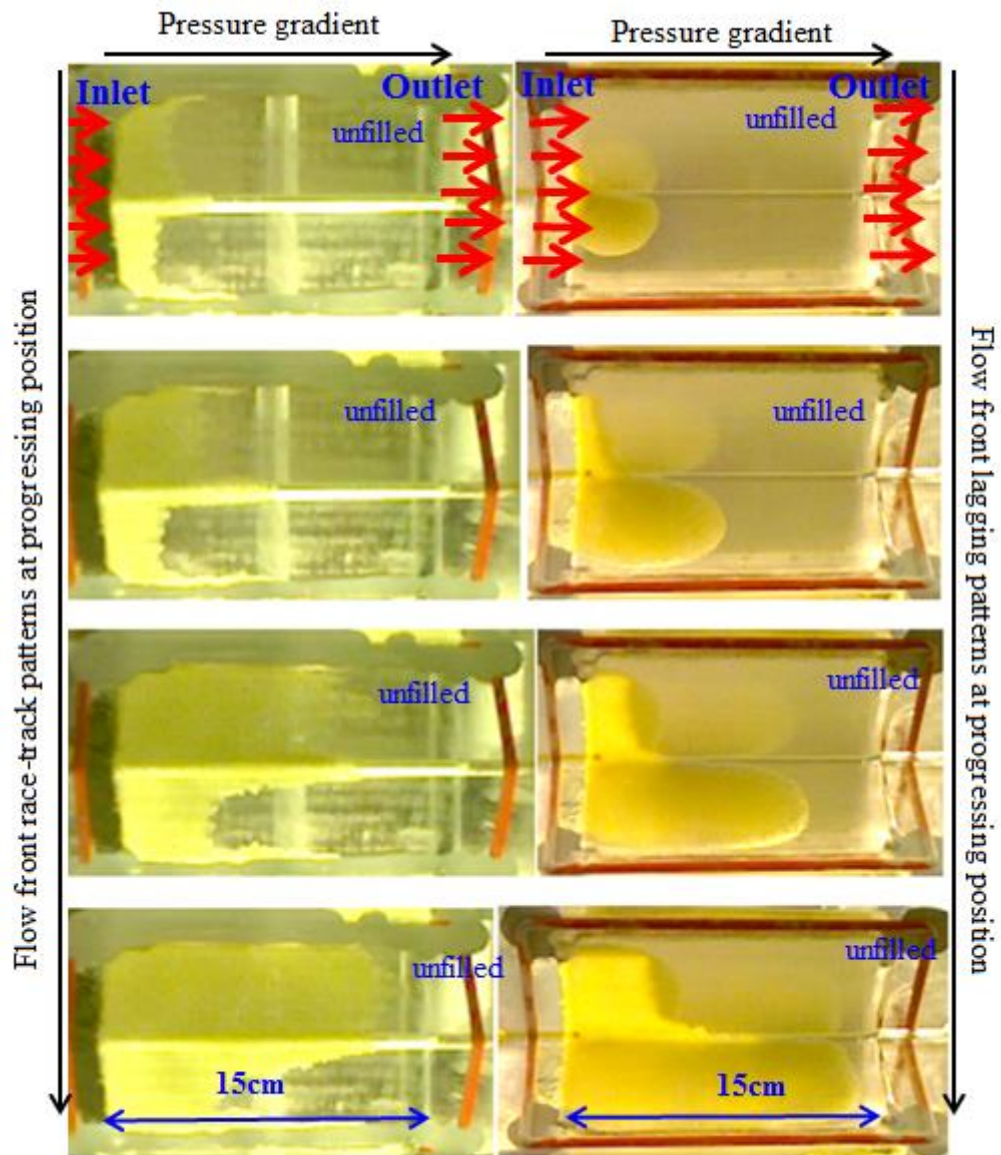 Pressure gradient
Pressure gradient
Inlet
Outlet
Inlet
Outlet
unfilled
unfilled
Flow front race-track patterns at progressing position
Flow front lagging patterns at progressing position
unfilled
unfilled
unfilled
unfilled
unfilled
unfilled
15cm
15cm